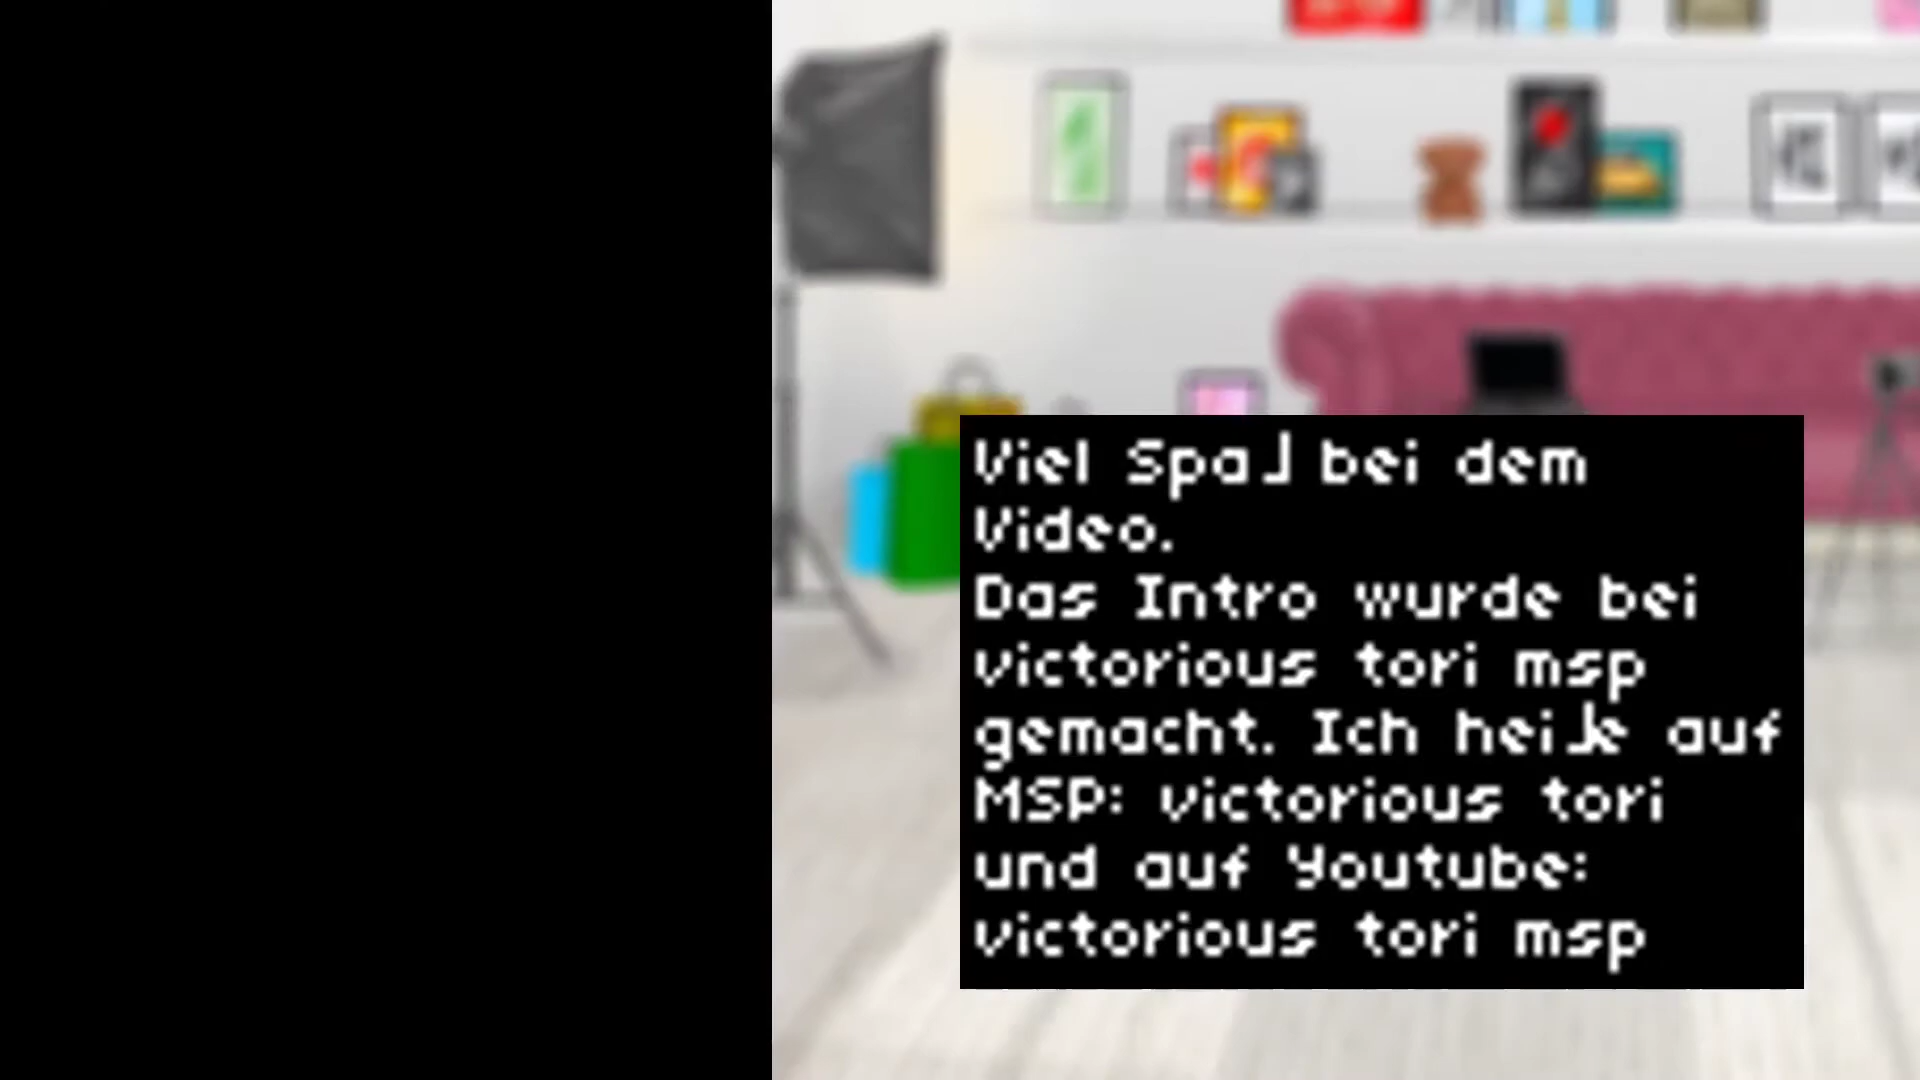 Viel Spaß bei dem
Video.
Das Intro wurde bei
victorious tori msp
gemacht. Ich heiße auf
MSP: victorious tori
und auf Youtube:
victorious tori msp